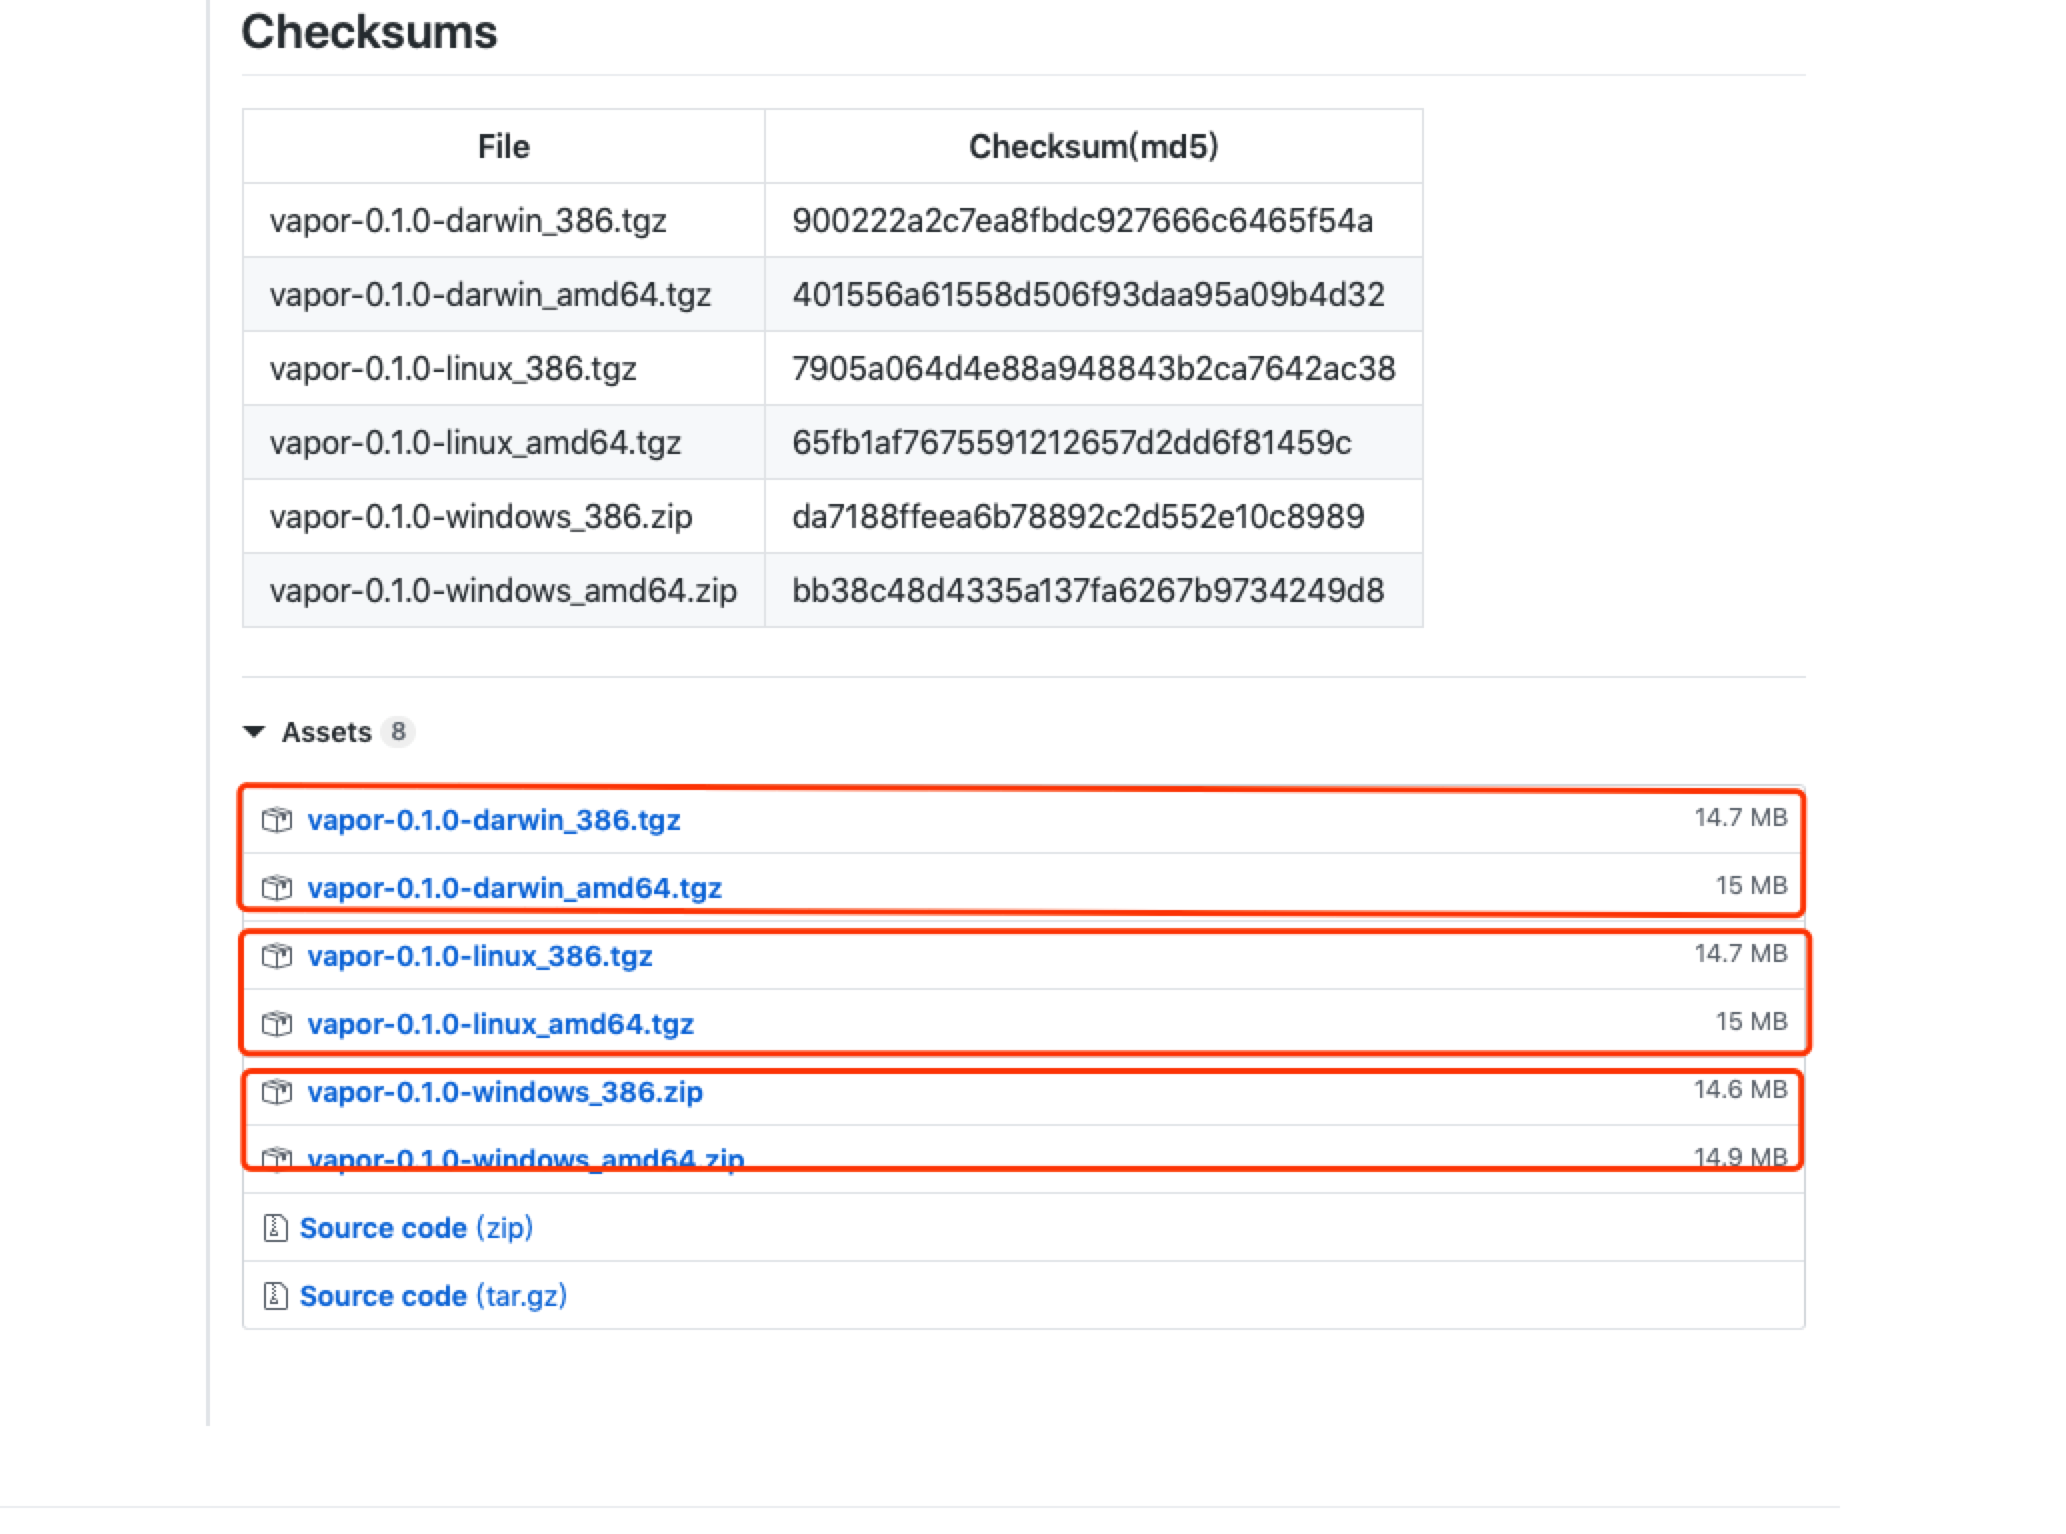 Checksums
File Checksum(md5)
vapor-0.1.0-darwin_386.tgz 900222a2c7ea8fbdc927666c6465f54a
vapor-0.1.0-darwin_amd64.tgz 401556a61558d506f93daa95a09b4d32
vapor-0.1.0-linux_386.tgz 7905a064d4e88a948843b2ca7642ac38
vapor-0.1.0-linux_amd64.tgz 65fb1af7675591212657d2dd6f81459c
vapor-0.1.0-windows_386.zip da7188ffeea6b78892c2d552e10c8989
vapor-0.1.0-windows_amd64.zip bb38c48d4335a137fa6267b9734249d8
Assets 8
vapor-0.1.0-darwin_386.tgz 14.7 MB
vapor-0.1.0-darwin_amd64.tgz 15 MB
vapor-0.1.0-linux_386.tgz 14.7 MB
vapor-0.1.0-linux_amd64.tgz 15 MB
vapor-0.1.0-windows_386.zip 14.6 MB
vapor-0.1.0-windows_amd64.zip 14.9 MB
Source code (zip)
Source code (tar.gz)